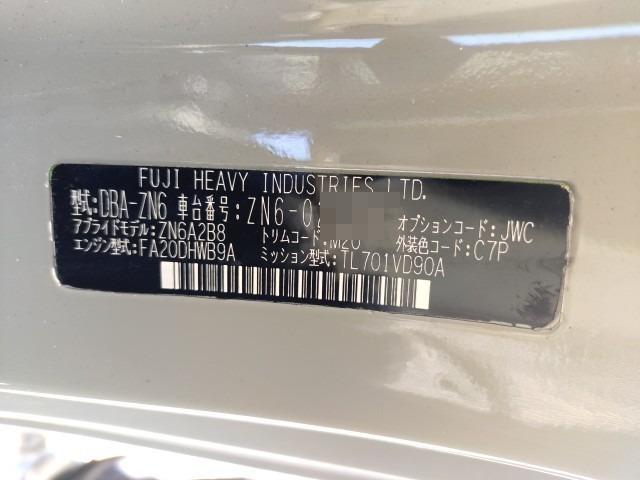 FUJI HEAVY INDUSTRIES LTD.
型式:DBA-ZN6 車台番号:ZN6-0
アプライドモデル:ZN6A2B8 トリムコード:M20 オプションコード:JWC
エンジン型式:FA20DHWB9A ミッション型式:TL701VD90A 外装色コード:C7P